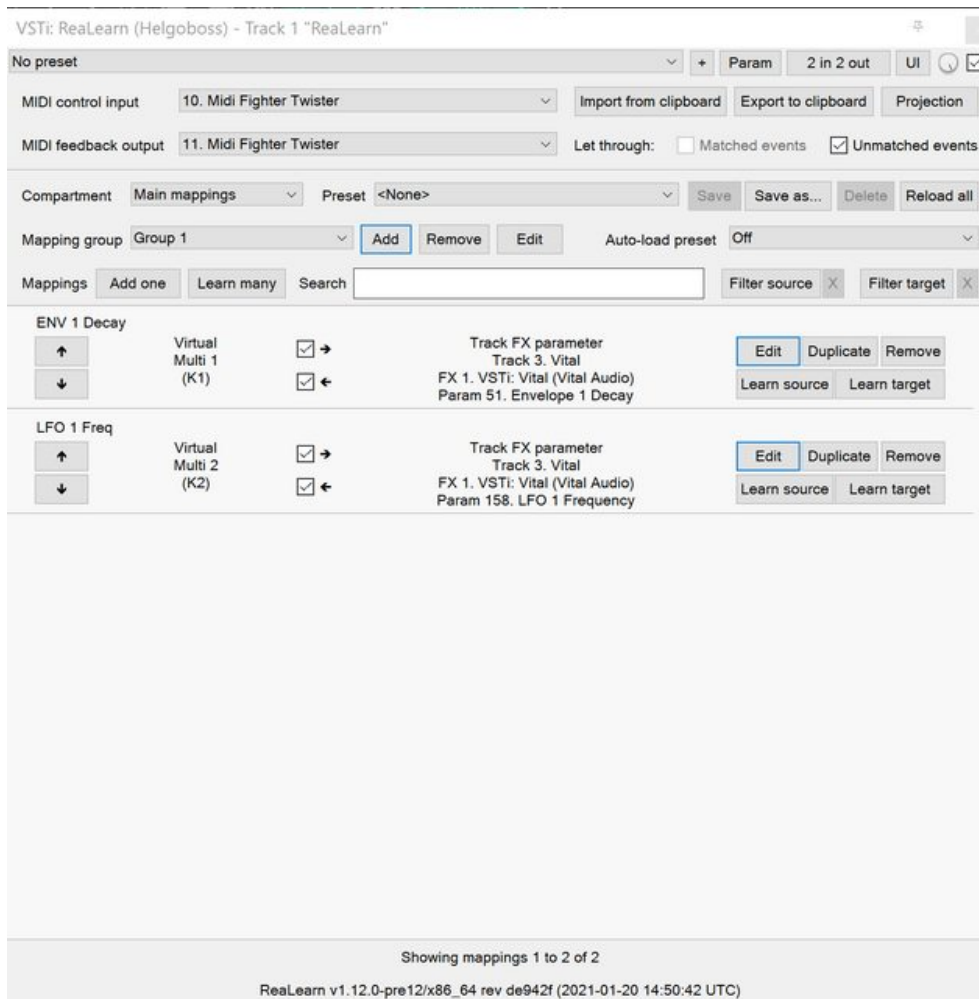 VSTi: ReaLearn (Helgoboss) - Track 1 "ReaLearn"
No preset + Param 2 in 2 out UI
MIDI control input 10. Midi Fighter Twister Import from clipboard Export to clipboard Projection
MIDI feedback output 11. Midi Fighter Twister Let through: Matched events Unmatched events
Compartment Main mappings Preset <None> Save Save as... Delete Reload all
Mapping group Group 1 Add Remove Edit Auto-load preset Off
Mappings Add one Learn many Search Filter source X Filter target X
ENV 1 Decay
Virtual
Multi 1
(K1)
Track FX parameter
Track 3. Vital
FX 1. VSTi: Vital (Vital Audio)
Param 51. Envelope 1 Decay
Edit Duplicate Remove
Learn source Learn target
LFO 1 Freq
Virtual
Multi 2
(K2)
Track FX parameter
Track 3. Vital
FX 1. VSTi: Vital (Vital Audio)
Param 158. LFO 1 Frequency
Edit Duplicate Remove
Learn source Learn target
Showing mappings 1 to 2 of 2
ReaLearn v1.12.0-pre12/x86_64 rev de942f (2021-01-20 14:50:42 UTC)